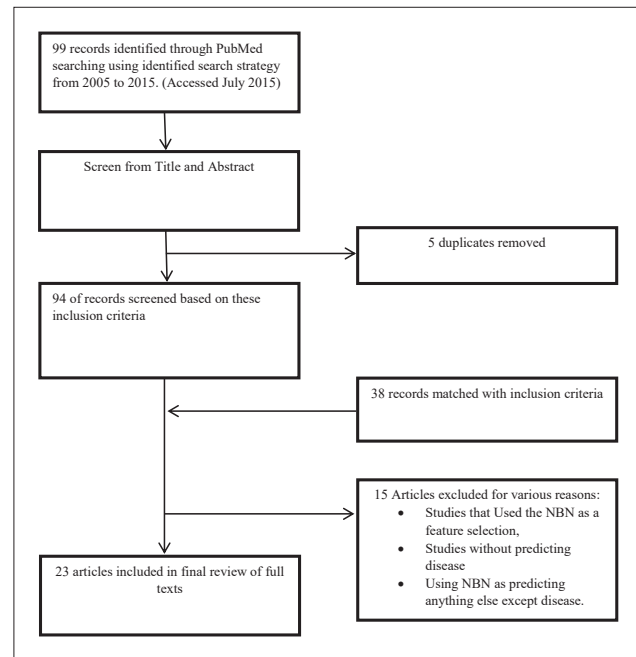 99 records identified through PubMed
searching using identified search strategy
from 2005 to 2015. (Accessed July 2015)
Screen from Title and Abstract
5 duplicates removed
94 of records screened based on these
inclusion criteria
38 records matched with inclusion criteria
15 Articles excluded for various reasons:
• Studies that Used the NBN as a
feature selection,
• Studies without predicting
disease
• Using NBN as predicting
anything else except disease.
23 articles included in final review of full
texts